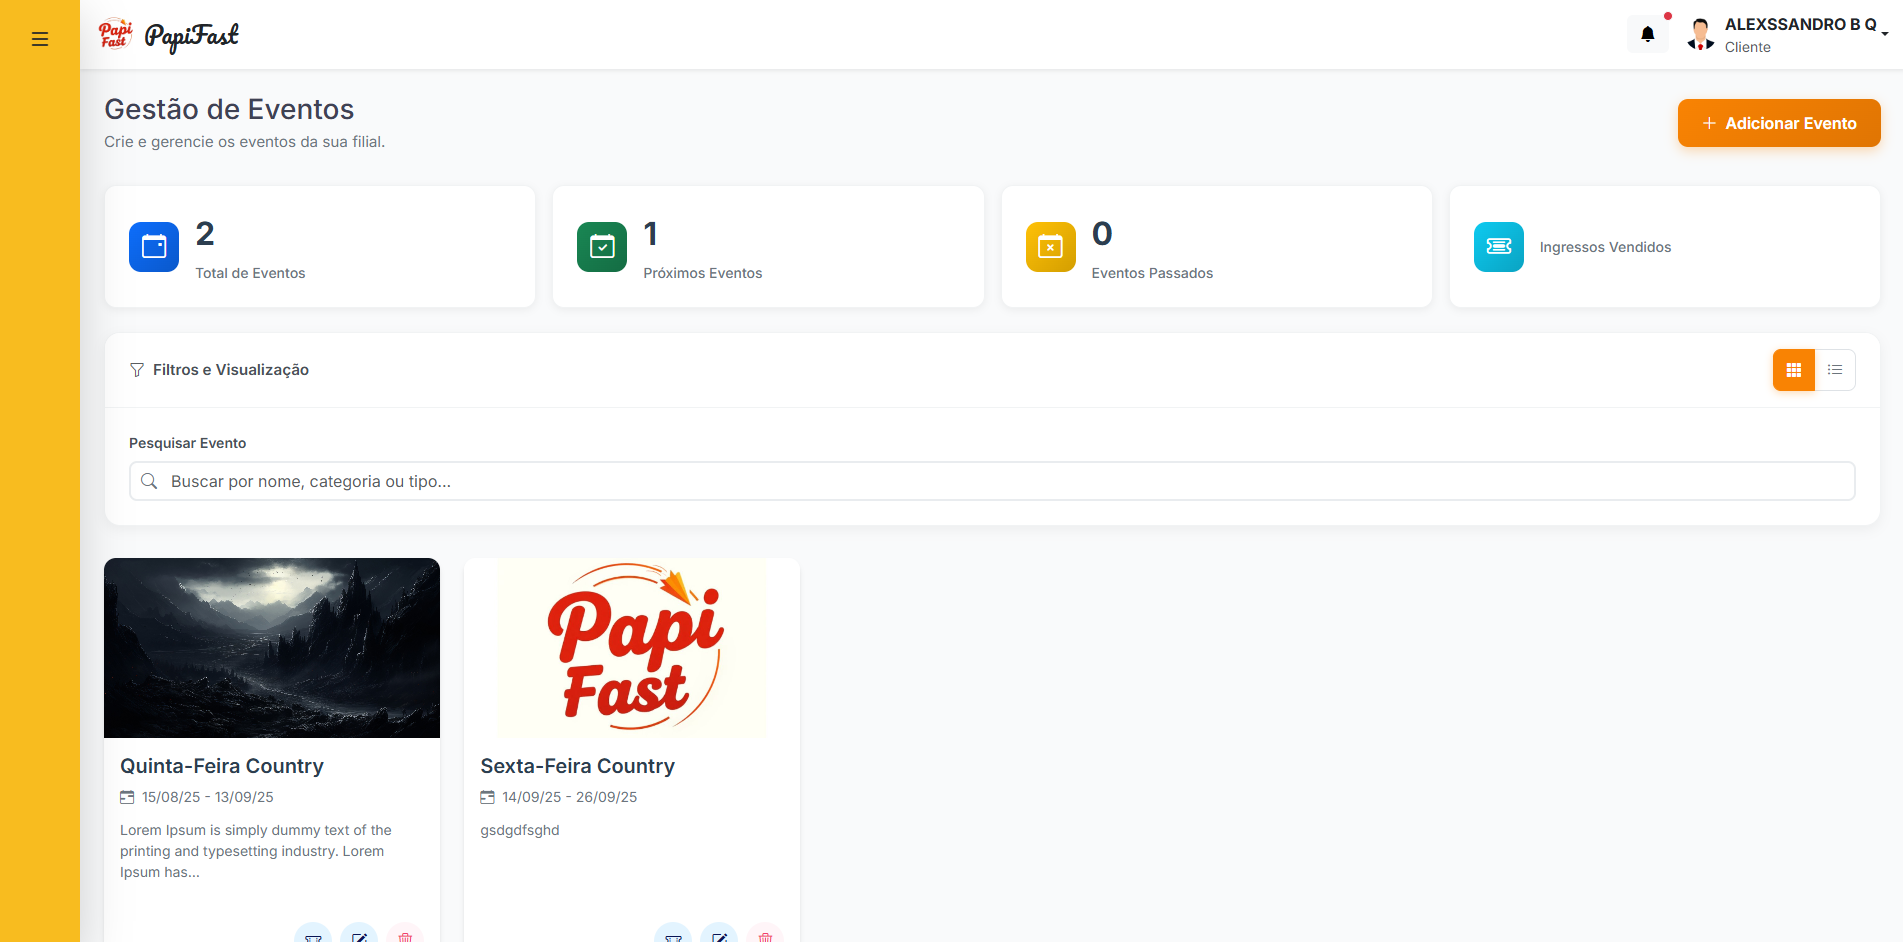 Papi
Fast
PapiFast
ALEXSSANDRO B Q
Cliente
Gestão de Eventos
Crie e gerencie os eventos da sua filial.
+ Adicionar Evento
2
Total de Eventos
1
Próximos Eventos
0
Eventos Passados
Ingressos Vendidos
Filtros e Visualização
Pesquisar Evento
Buscar por nome, categoria ou tipo...
Papi
Fast
Quinta-Feira Country
15/08/25 - 13/09/25
Lorem Ipsum is simply dummy text of the
printing and typesetting industry. Lorem
Ipsum has...
Sexta-Feira Country
14/09/25 - 26/09/25
gsdgdfsghd